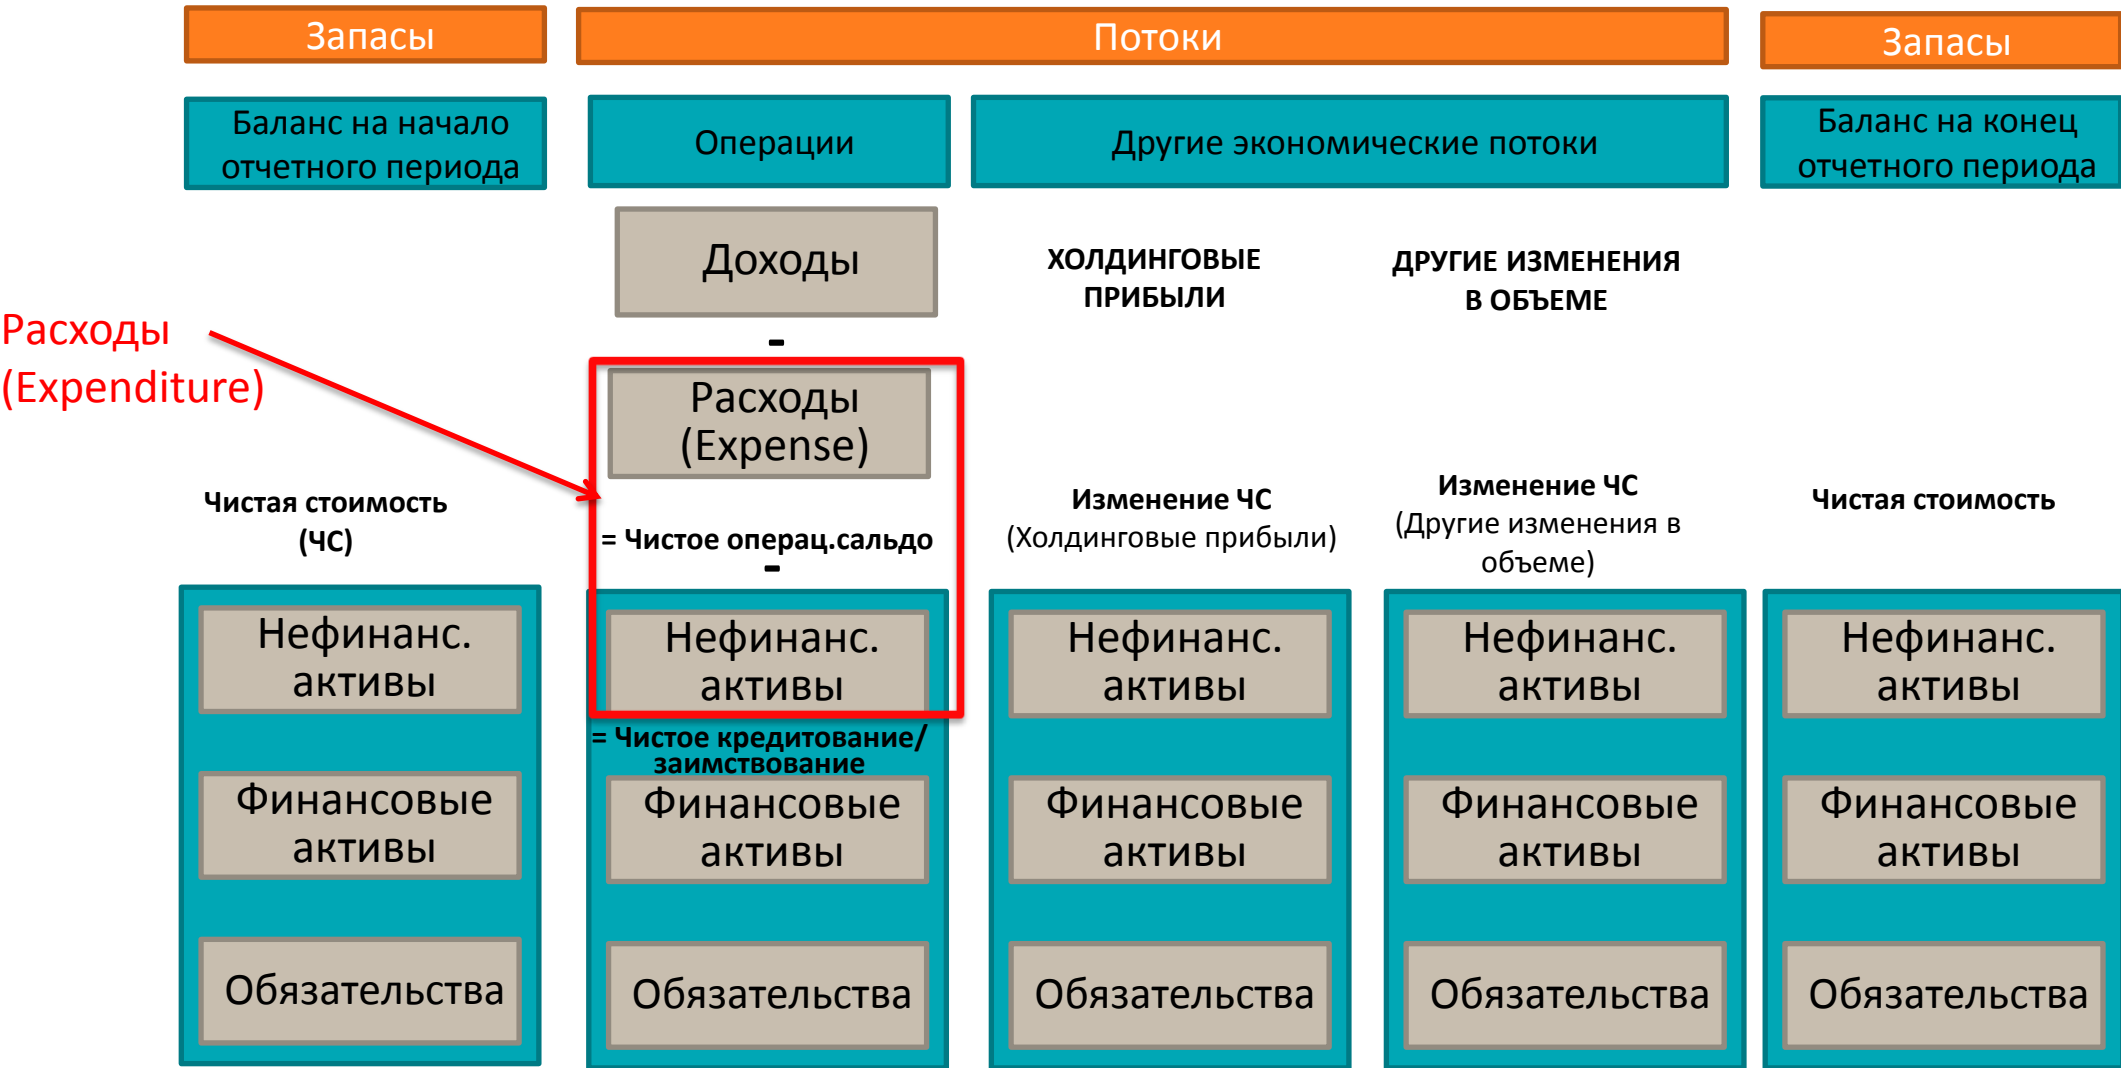 Запасы
Потоки
Запасы
Баланс на начало
отчетного периода
Операции
Другие экономические потоки
Баланс на конец
отчетного периода
Доходы
ХОЛДИНГОВЫЕ
ПРИБЫЛИ
ДРУГИЕ ИЗМЕНЕНИЯ
В ОБЪЕМЕ
Расходы
(Expenditure)
-
Расходы
(Expense)
Чистая стоимость
(ЧС)
= Чистое операц.сальдо
-
Изменение ЧС
(Холдинговые прибыли)
Изменение ЧС
(Другие изменения в
объеме)
Чистая стоимость
Нефинанс.
активы
Нефинанс.
активы
Нефинанс.
активы
Нефинанс.
активы
Нефинанс.
активы
= Чистое кредитование/
заимствование
Финансовые
активы
Финансовые
активы
Финансовые
активы
Финансовые
активы
Финансовые
активы
Обязательства
Обязательства
Обязательства
Обязательства
Обязательства